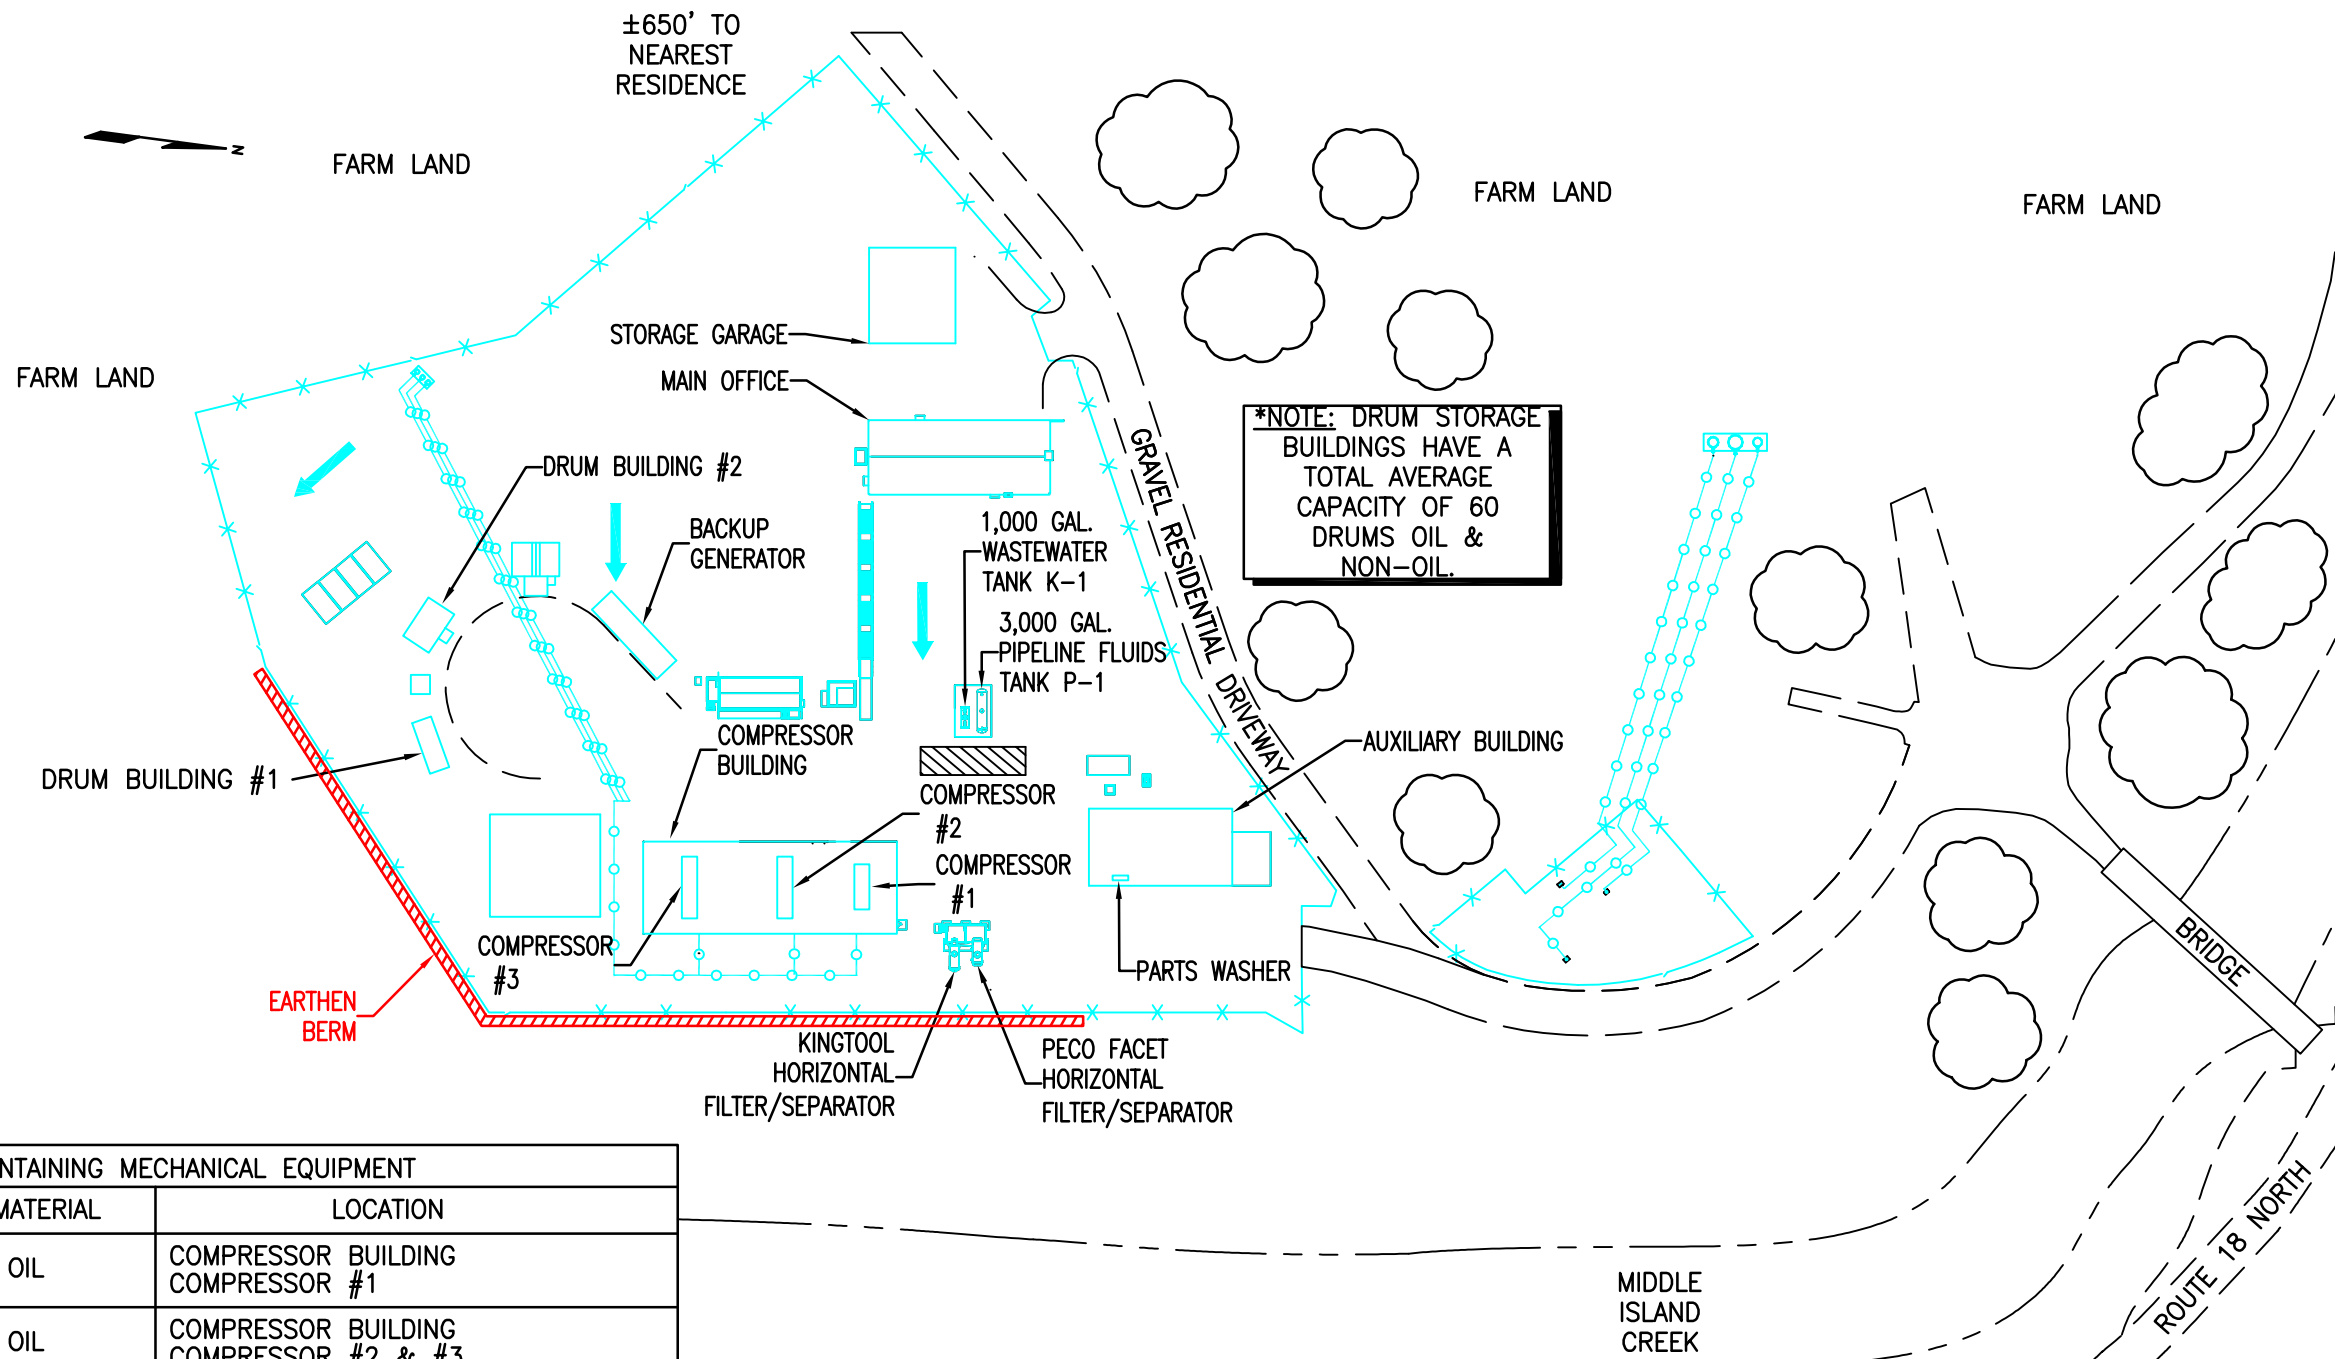 ±650' TO
NEAREST
RESIDENCE
N
FARM LAND
FARM LAND
FARM LAND
FARM LAND
STORAGE GARAGE
MAIN OFFICE
*NOTE: DRUM STORAGE
BUILDINGS HAVE A
TOTAL AVERAGE
CAPACITY OF 60
DRUMS OIL &
NON-OIL.
DRUM BUILDING #2
BACKUP
GENERATOR
1,000 GAL.
WASTEWATER
TANK K-1
3,000 GAL.
PIPELINE FLUIDS
TANK P-1
GRAVEL RESIDENTIAL DRIVEWAY
COMPRESSOR
BUILDING
AUXILIARY BUILDING
DRUM BUILDING #1
COMPRESSOR
#2
COMPRESSOR
#1
COMPRESSOR
#3
PARTS WASHER
BRIDGE
EARTHEN
BERM
KINGTOOL
HORIZONTAL
FILTER/SEPARATOR
PECO FACET
HORIZONTAL
FILTER/SEPARATOR
NTAINING MECHANICAL EQUIPMENT
MATERIAL LOCATION
OIL COMPRESSOR BUILDING
COMPRESSOR #1
OIL COMPRESSOR BUILDING
COMPRESSOR #2 & #3
MIDDLE
ISLAND
CREEK
ROUTE 18 NORTH